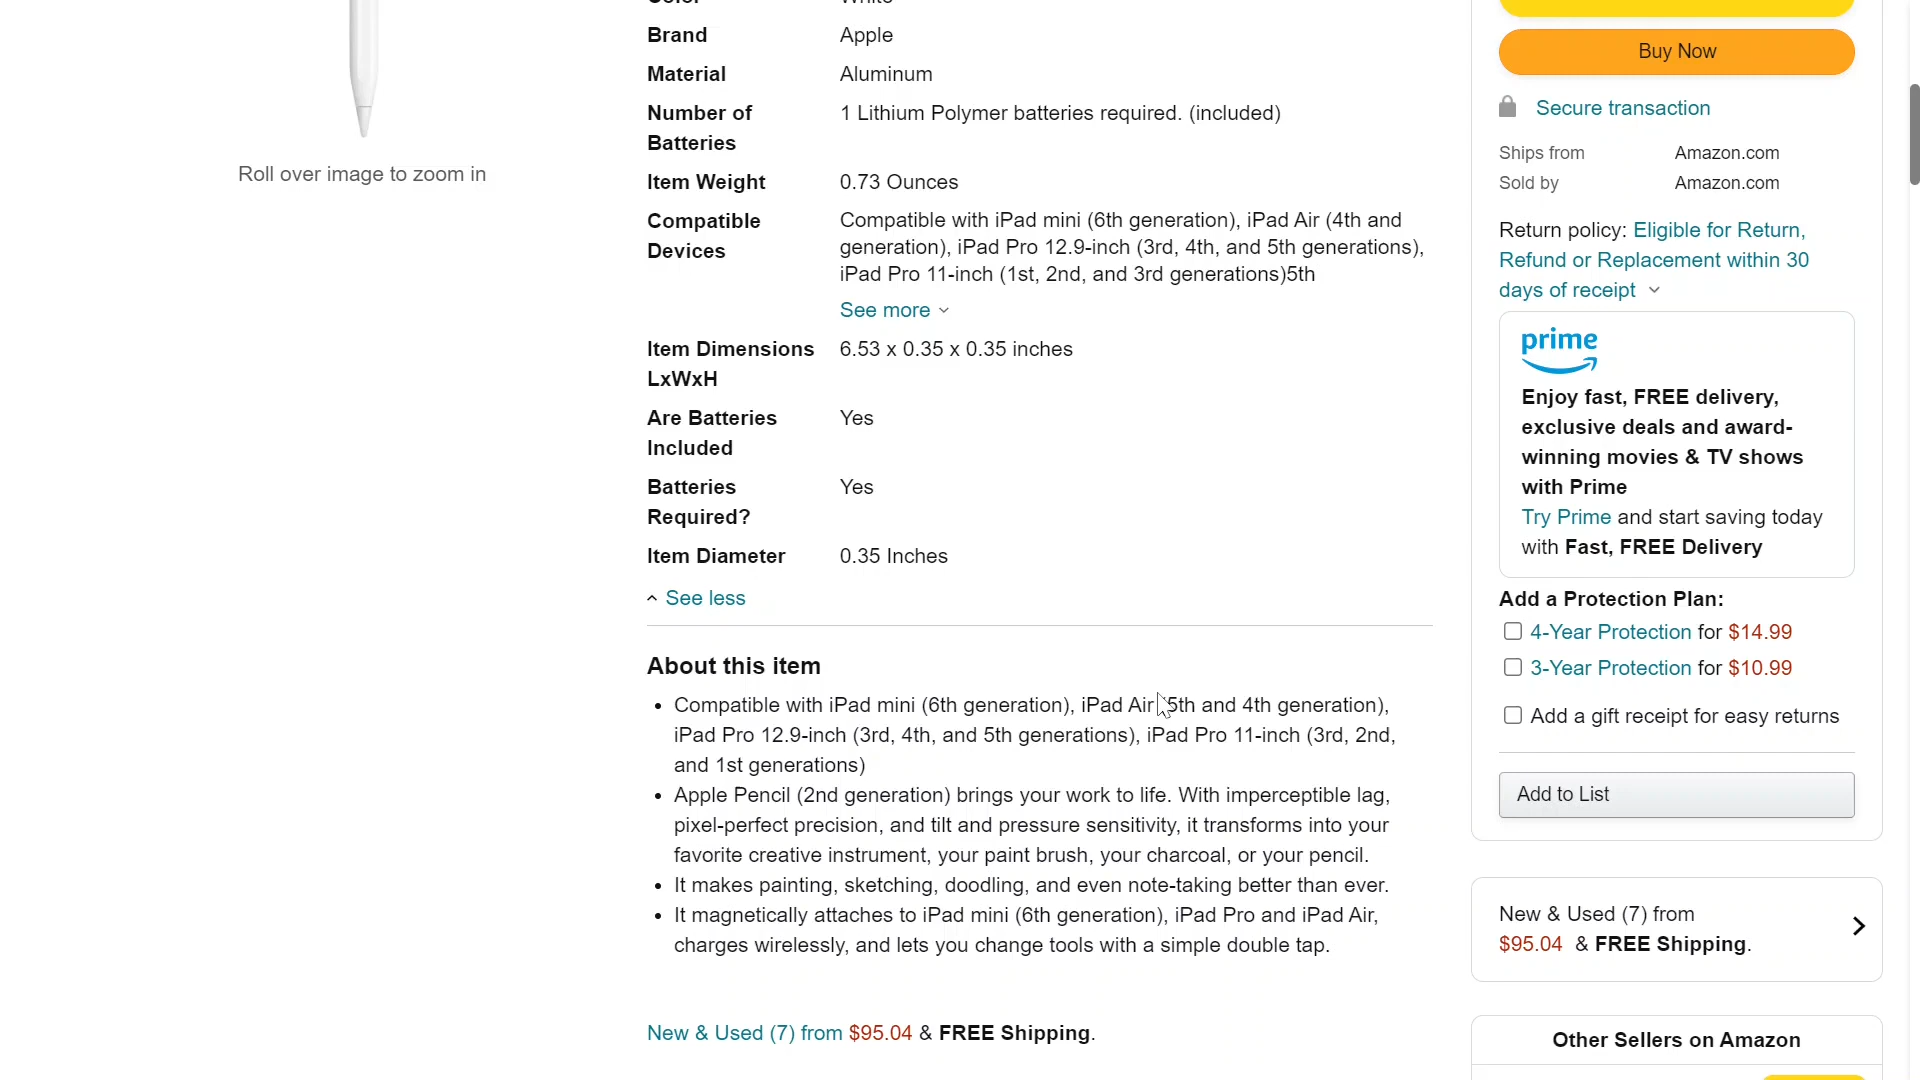 Color White
Brand Apple
Material Aluminum
Number of Batteries 1 Lithium Polymer batteries required. (included)
Item Weight 0.73 Ounces
Compatible Devices Compatible with iPad mini (6th generation), iPad Air (4th and
generation), iPad Pro 12.9-inch (3rd, 4th, and 5th generations),
iPad Pro 11-inch (1st, 2nd, and 3rd generations)5th
See more
Item Dimensions LxWxH 6.53 x 0.35 x 0.35 inches
Are Batteries Included Yes
Batteries Required? Yes
Item Diameter 0.35 Inches
See less
About this item
• Compatible with iPad mini (6th generation), iPad Air (5th and 4th generation),
iPad Pro 12.9-inch (3rd, 4th, and 5th generations), iPad Pro 11-inch (3rd, 2nd,
and 1st generations)
• Apple Pencil (2nd generation) brings your work to life. With imperceptible lag,
pixel-perfect precision, and tilt and pressure sensitivity, it transforms into your
favorite creative instrument, your paint brush, your charcoal, or your pencil.
• It makes painting, sketching, doodling, and even note-taking better than ever.
• It magnetically attaches to iPad mini (6th generation), iPad Pro and iPad Air,
charges wirelessly, and lets you change tools with a simple double tap.
New & Used (7) from $95.04 & FREE Shipping.
Roll over image to zoom in
Buy Now
Secure transaction
Ships from Amazon.com
Sold by Amazon.com
Return policy: Eligible for Return,
Refund or Replacement within 30
days of receipt
prime
Enjoy fast, FREE delivery,
exclusive deals and award-
winning movies & TV shows
with Prime
Try Prime and start saving today
with Fast, FREE Delivery
Add a Protection Plan:
4-Year Protection for $14.99
3-Year Protection for $10.99
Add a gift receipt for easy returns
Add to List
New & Used (7) from
$95.04 & FREE Shipping.
Other Sellers on Amazon